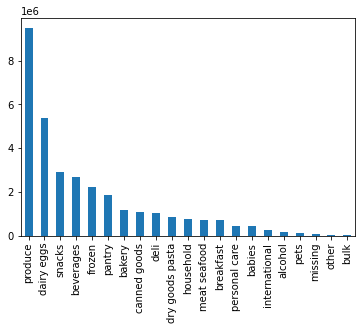 1e6
8
6
4
2
0
produce
dairy eggs
snacks
beverages
frozen
pantry
bakery
canned goods
deli
dry goods pasta
household
meat seafood
breakfast
personal care
babies
international
alcohol
pets
missing
other
bulk